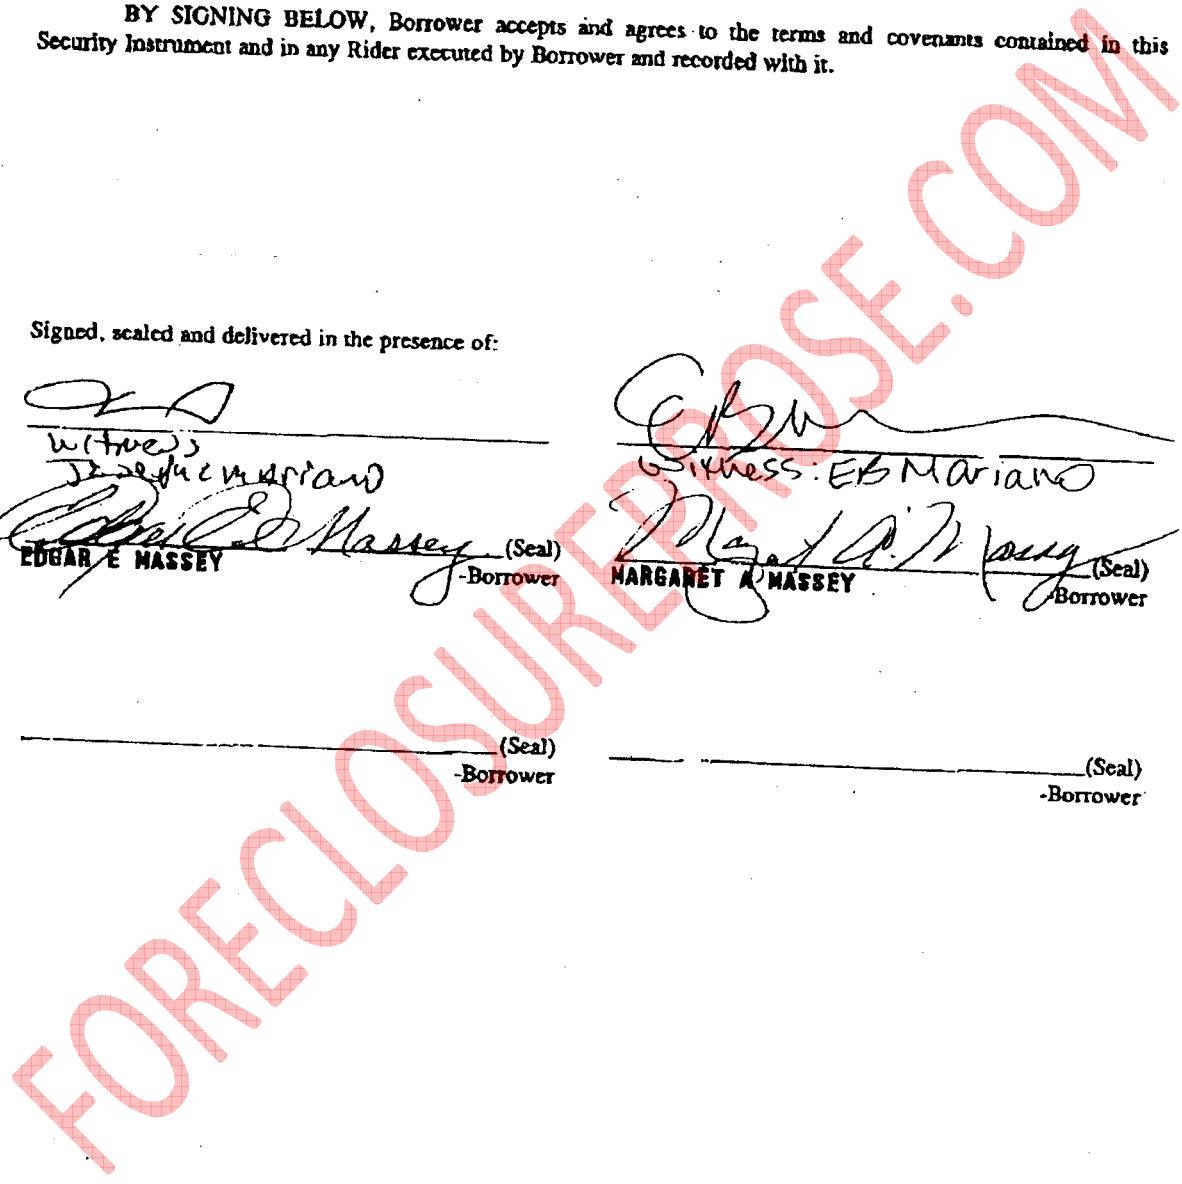 BY SIGNING BELOW, Borrower accepts and agrees to the terms and covenants contained in this
Security Instrument and in any Rider executed by Borrower and recorded with it.
Signed, sealed and delivered in the presence of:
Witness
Mariano
Witness: EB Mariano
Massey (Seal)
EDGAR E MASSEY
-Borrower
(Seal)
MARGARET A MASSEY
-Borrower
(Seal)
-Borrower
(Seal)
-Borrower
FORECLOSUREPROSE.COM